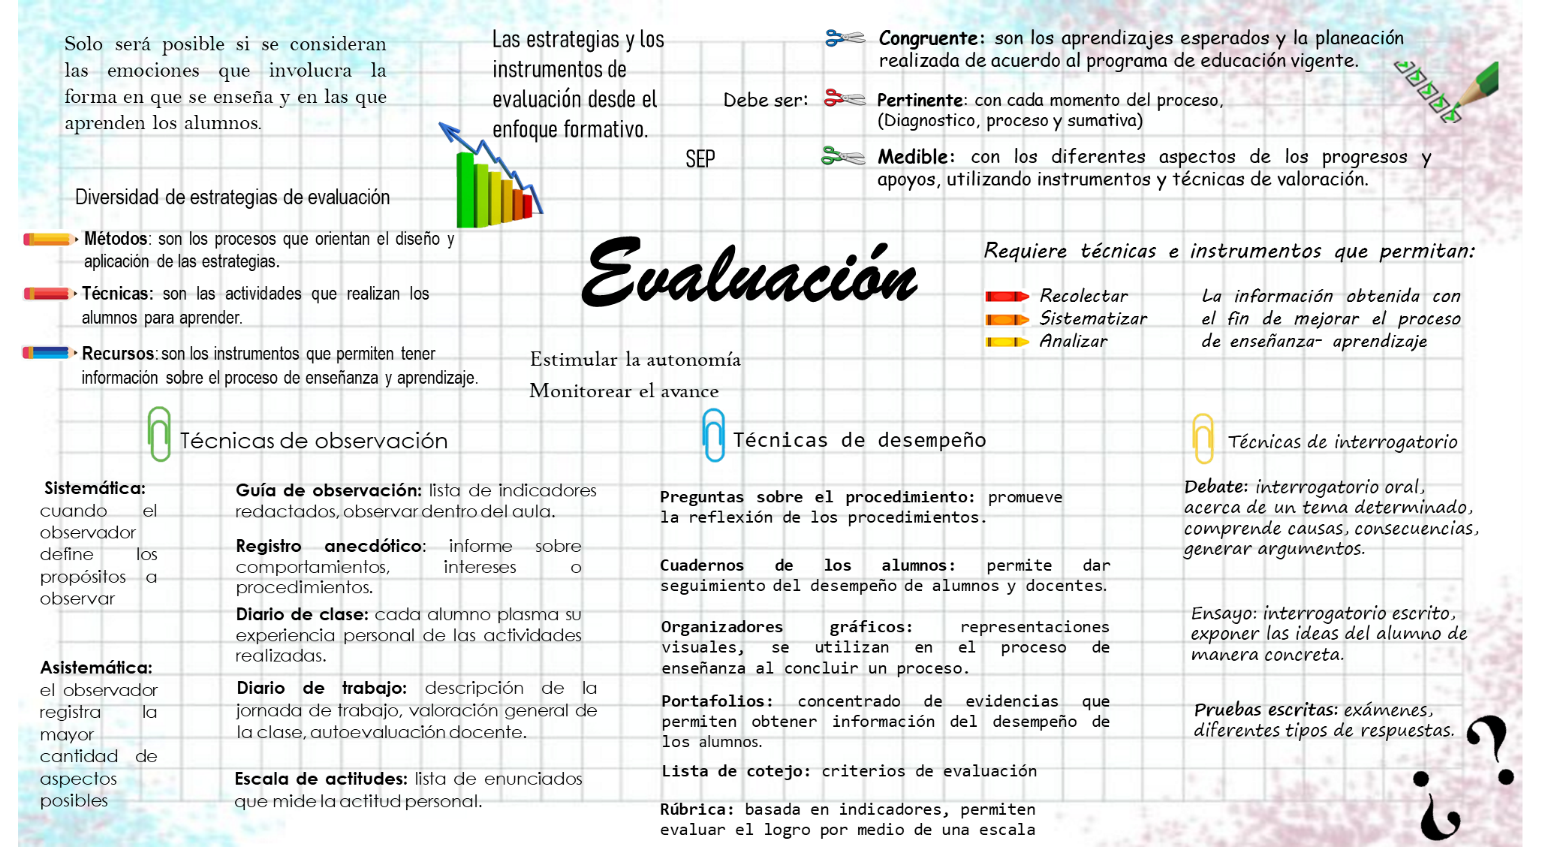 Solo será posible si se consideran
las emociones que involucra la
forma en que se enseña y en las que
aprenden los alumnos.
Las estrategias y los
instrumentos de
evaluación desde el
enfoque formativo.
SEP
Debe ser:
Congruente: son los aprendizajes esperados y la planeación
realizada de acuerdo al programa de educación vigente.
Pertinente: con cada momento del proceso,
(Diagnostico, proceso y sumativa)
Medible: con los diferentes aspectos de los progresos y
apoyos, utilizando instrumentos y técnicas de valoración.
Diversidad de estrategias de evaluación
Métodos: son los procesos que orientan el diseño y
aplicación de las estrategias.
Técnicas: son las actividades que realizan los
alumnos para aprender.
Recursos: son los instrumentos que permiten tener
información sobre el proceso de enseñanza y aprendizaje.
Evaluación
Estimular la autonomía
Monitorear el avance
Requiere técnicas e instrumentos que permitan:
Recolectar
Sistematizar
Analizar
La información obtenida con
el fin de mejorar el proceso
de enseñanza- aprendizaje
Técnicas de observación
Sistemática:
cuando el
observador
define los
propósitos a
observar
Asistemática:
el observador
registra la
mayor
cantidad de
aspectos
posibles
Guía de observación: lista de indicadores
redactados, observar dentro del aula.
Registro anecdótico: informe sobre
comportamientos, intereses o
procedimientos.
Diario de clase: cada alumno plasma su
experiencia personal de las actividades
realizadas.
Diario de trabajo: descripción de la
jornada de trabajo, valoración general de
la clase, autoevaluación docente.
Escala de actitudes: lista de enunciados
que mide la actitud personal.
Técnicas de desempeño
Preguntas sobre el procedimiento: promueve
la reflexión de los procedimientos.
Cuadernos de los alumnos: permite dar
seguimiento del desempeño de alumnos y docentes.
Organizadores gráficos: representaciones
visuales, se utilizan en el proceso de
enseñanza al concluir un proceso.
Portafolios: concentrado de evidencias que
permiten obtener información del desempeño de
los alumnos.
Lista de cotejo: criterios de evaluación
Rúbrica: basada en indicadores, permiten
evaluar el logro por medio de una escala
Técnicas de interrogatorio
Debate: interrogatorio oral,
acerca de un tema determinado,
comprende causas, consecuencias,
generar argumentos.
Ensayo: interrogatorio escrito,
exponer las ideas del alumno de
manera concreta.
Pruebas escritas: exámenes,
diferentes tipos de respuestas.
¿?